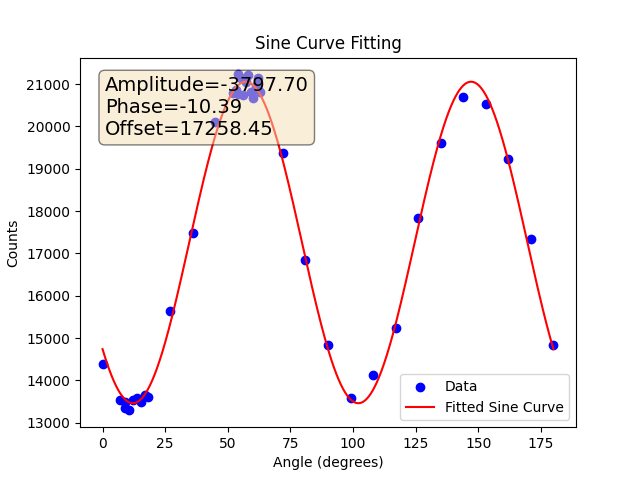 Sine Curve Fitting
Amplitude=-3797.70
Phase=-10.39
Offset=17258.45
21000
20000
19000
18000
17000
16000
15000
14000
13000
Counts
0
25
50
75
100
125
150
175
Angle (degrees)
Data
Fitted Sine Curve